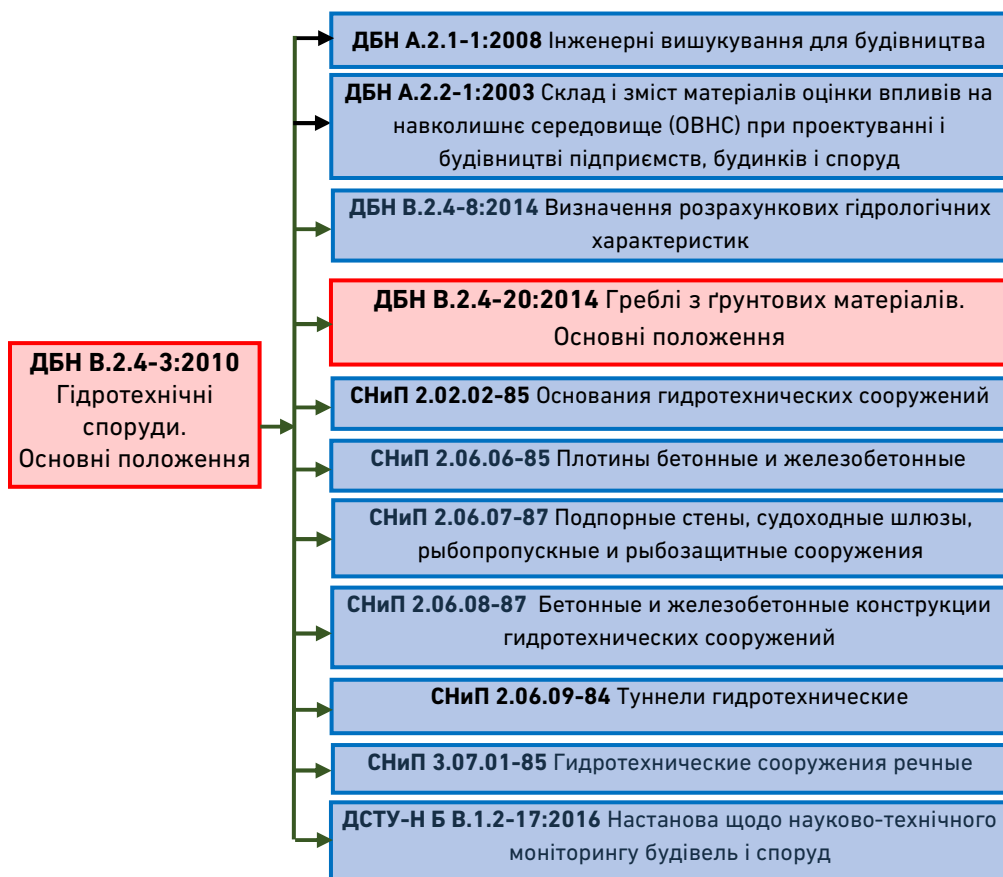 ДБН В.2.4-3:2010
Гідротехнічні
споруди.
Основні положення
ДБН А.2.1-1:2008 Інженерні вишукування для будівництва
ДБН А.2.2-1:2003 Склад і зміст матеріалів оцінки впливів на
навколишнє середовище (ОВНС) при проектуванні і
будівництві підприємств, будинків і споруд
ДБН В.2.4-8:2014 Визначення розрахункових гідрологічних
характеристик
ДБН В.2.4-20:2014 Греблі з ґрунтових матеріалів.
Основні положення
СНиП 2.02.02-85 Основания гидротехнических сооружений
СНиП 2.06.06-85 Плотины бетонные и железобетонные
СНиП 2.06.07-87 Подпорные стены, судоходные шлюзы,
рыбопропускные и рыбозащитные сооружения
СНиП 2.06.08-87 Бетонные и железобетонные конструкции
гидротехнических сооружений
СНиП 2.06.09-84 Туннели гидротехнические
СНиП 3.07.01-85 Гидротехнические сооружения речные
ДСТУ-Н Б В.1.2-17:2016 Настанова щодо науково-технічного
моніторингу будівель і споруд